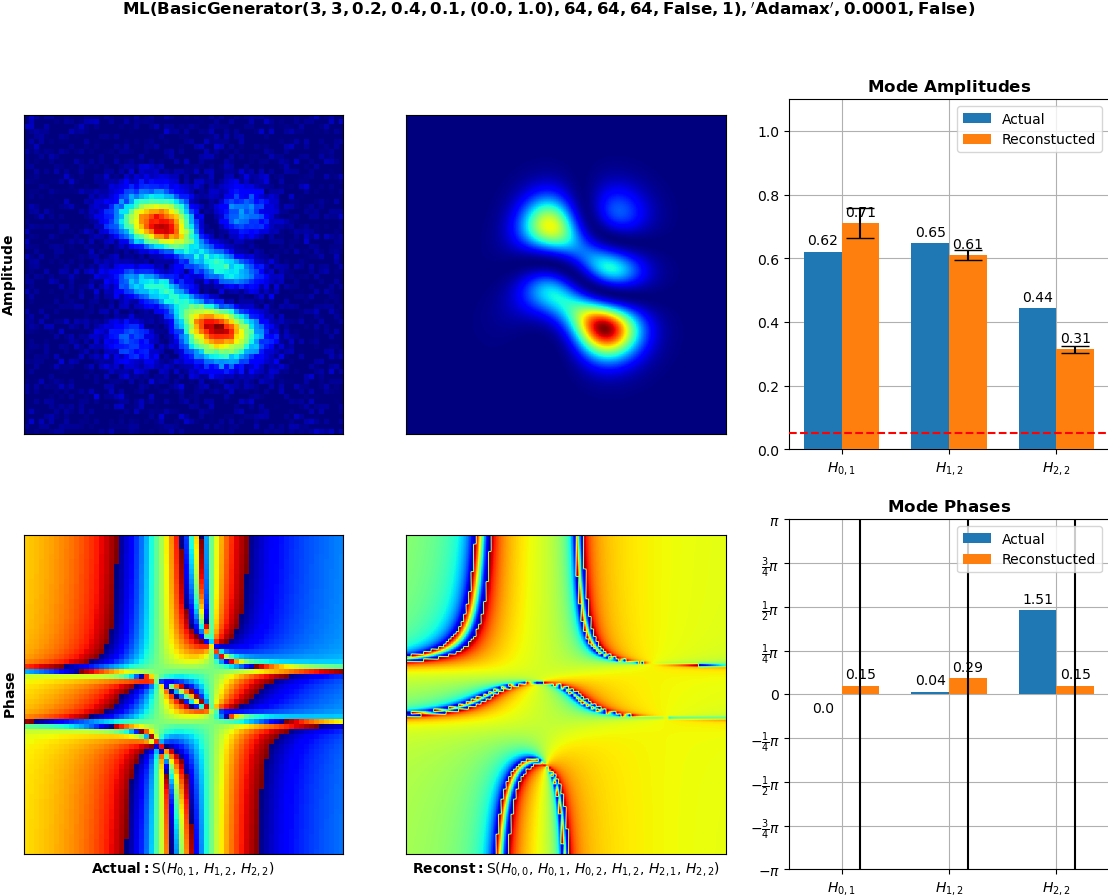 ML(BasicGenerator(3, 3, 0.2, 0.4, 0.1, (0.0, 1.0), 64, 64, 64, False, 1), ′Adamax′, 0.0001, False)
Amplitude
Mode Amplitudes
Actual
Reconstucted
1.0
0.8
0.6
0.4
0.2
0.0
0.62
0.71
0.65
0.61
0.44
0.31
H0,1
H1,2
H2,2
Phase
Actual: S(H0,0, H1,2, H2,2)
Reconst: S(H0,0, H0,1, H0,2, H1,2, H2,1, H2,2)
Mode Phases
Actual
Reconstucted
π
3/4π
1/2π
1/4π
0
−1/4π
−1/2π
−3/4π
−π
0.0
0.15
0.04
0.29
1.51
0.15
H0,1
H1,2
H2,2